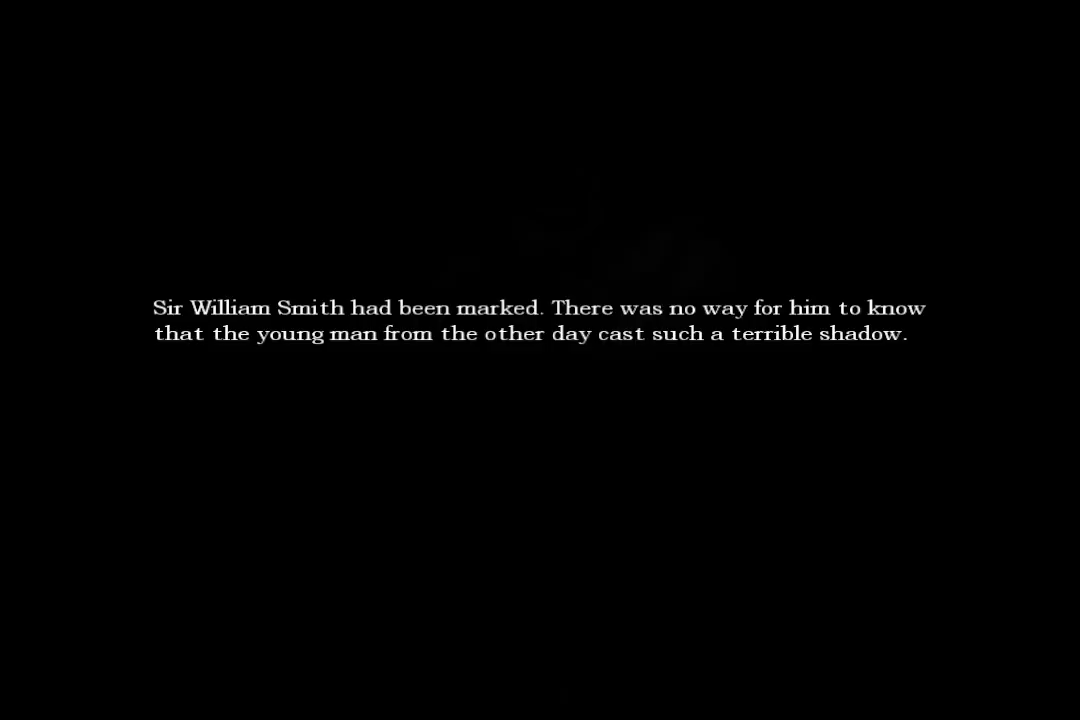 Sir William Smith had been marked. There was no way for him to know
that the young man from the other day cast such a terrible shadow.